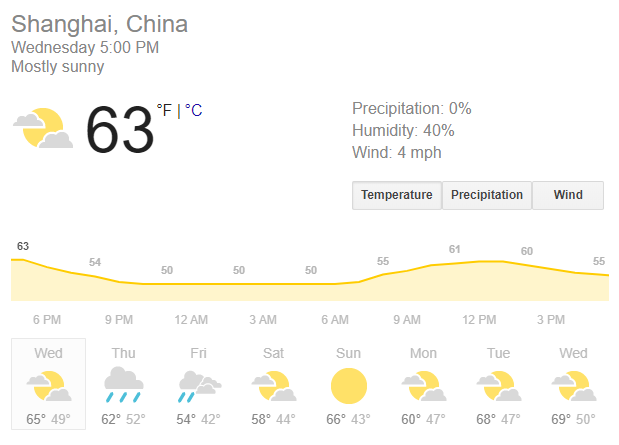 Shanghai, China
Wednesday 5:00 PM
Mostly sunny
63 °F | °C
Precipitation: 0%
Humidity: 40%
Wind: 4 mph
Temperature Precipitation Wind
63 54 50 50 50 55 61 60 55
6 PM 9 PM 12 AM 3 AM 6 AM 9 AM 12 PM 3 PM
Wed Thu Fri Sat Sun Mon Tue Wed
65° 49° 62° 52° 54° 42° 58° 44° 66° 43° 60° 47° 68° 47° 69° 50°